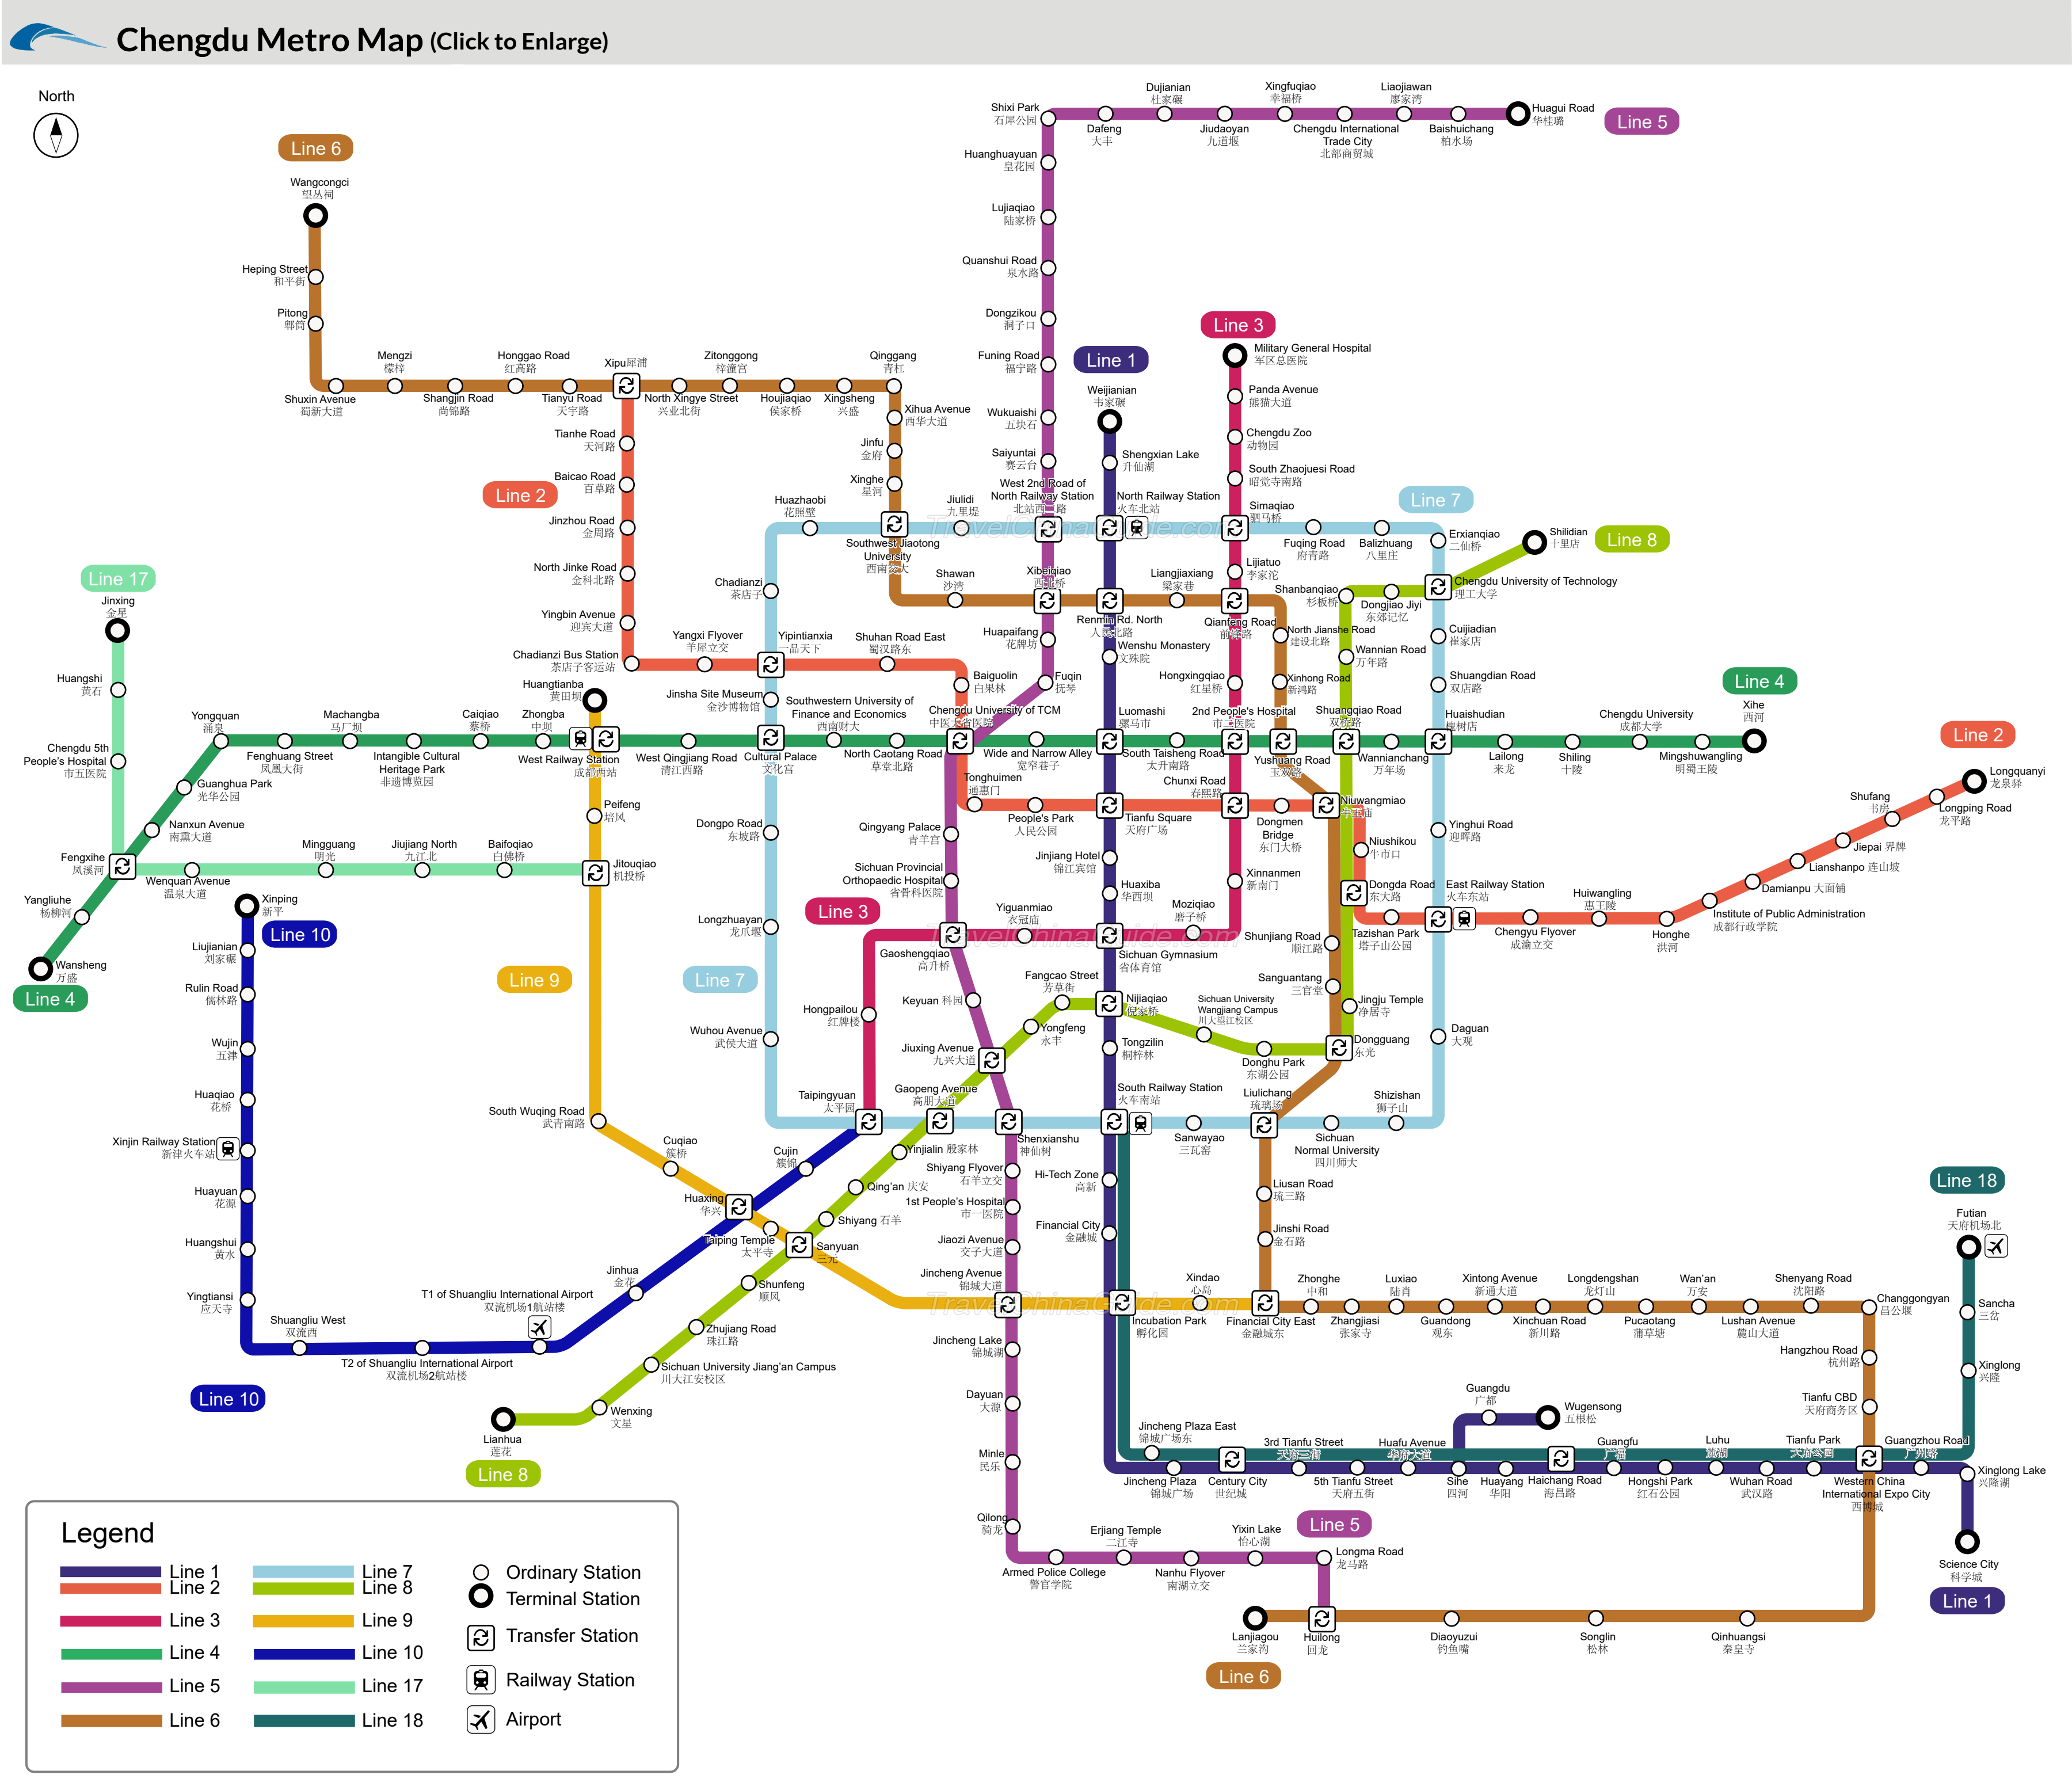 Chengdu Metro Map (Click to Enlarge)
North
Line 6
Wangcongci
望丛祠
Heping Street
和平街
Pitong
郫筒
Shuxin Avenue
蜀新大道
Mengzi
檬梓
Shangjin Road
尚锦路
Honggao Road
红高路
Tianyu Road
天宇路
Xipu犀浦
North Xingye Street
兴业北街
Zitonggong
梓潼宫
Houjiaqiao
侯家桥
Xingsheng
兴盛
Qinggang
青杠
Xihua Avenue
西华大道
Jinfu
金府
Xinghe
星河
Southwest Jiaotong
University
Shawan
沙湾
Xibeiqiao
Renmin Rd. North
人民北路
Liangjiaxiang
梁家巷
Qianfeng Road
前锋路
North Jianshe Road
建设北路
Xinhong Road
新鸿路
Yushuang Road
玉双路
Niuwangmiao
Shixi Park
石犀公园
Dafeng
大丰
Dujianian
杜家碾
Jiudaoyan
九道堰
Xingfuqiao
幸福桥
Chengdu International
Trade City
北部商贸城
Liaojiawan
廖家湾
Baishuichang
柏水场
Huagui Road
华桂璐
Line 5
Huanghuayuan
皇花园
Lujiaqiao
陆家桥
Quanshui Road
泉水路
Dongzikou
洞子口
Funing Road
福宁路
Wukuaishi
五块石
Saiyuntai
赛云台
West 2nd Road of
North Railway Station
Line 1
Weijianian
韦家碾
Shengxian Lake
升仙湖
North Railway Station
火车北站
Line 3
Military General Hospital
军区总医院
Panda Avenue
熊猫大道
Chengdu Zoo
动物园
South Zhaojuesi Road
昭觉寺南路
Simaqiao
驷马桥
Lijiatuo
李家沱
Hongxingqiao
红星桥
Line 7
Fuqing Road
府青路
Balizhuang
八里庄
Erxianqiao
二仙桥
Shilidian
十里店
Line 8
Chengdu University of Technology
理工大学
Shanbanqiao
杉板桥
Dongjiao Jiyi
东郊记忆
Cuijiadian
崔家店
Wannian Road
万年路
Shuangdian Road
双店路
Line 2
Tianhe Road
天河路
Baicao Road
百草路
Jinzhou Road
金周路
North Jinke Road
金科北路
Yingbin Avenue
迎宾大道
Chadianzi Bus Station
茶店子客运站
Yangxi Flyover
羊犀立交
Yipintianxia
一品天下
Shuhan Road East
蜀汉路东
Baiguolin
白果林
Huazhaobi
花照壁
Jiulidi
九里堤
Chadianzi
茶店子
Huapaifang
花牌坊
Fuqin
抚琴
Wenshu Monastery
文殊院
Line 17
Jinxing
金星
Huangshi
黄石
Chengdu 5th
People's Hospital
市五医院
Fengxihe
凤溪河
Wenquan Avenue
温泉大道
Mingguang
明光
Jiujiang North
九江北
Baifoqiao
白佛桥
Jitouqiao
机投桥
Huangtianba
黄田坝
Yongquan
涌泉
Fenghuang Street
凤凰大街
Machangba
马厂坝
Intangible Cultural
Heritage Park
非遗博览园
Caiqiao
蔡桥
Zhongba
中坝
West Railway Station
成都西站
West Qingjiang Road
清江西路
Jinsha Site Museum
金沙博物馆
Cultural Palace
文化宫
Southwestern University of
Finance and Economics
西南财大
North Caotang Road
草堂北路
Chengdu University of TCM
Wide and Narrow Alley
宽窄巷子
Luomashi
骡马市
South Taisheng Road
太升南路
2nd People's Hospital
Shuangqiao Road
Wannianchang
万年场
Huaishudian
槐树店
Lailong
来龙
Shiling
十陵
Chengdu University
成都大学
Mingshuwangling
明蜀王陵
Xihe
西河
Line 4
Line 2
Longquanyi
龙泉驿
Longping Road
龙平路
Shufang
书房
Jiepai 界牌
Lianshanpo 连山坡
Damianpu 大面铺
Institute of Public Administration
成都行政学院
Honghe
洪河
Huiwangling
惠王陵
Chengyu Flyover
成渝立交
East Railway Station
火车东站
Tazishan Park
塔子山公园
Dongda Road
东大路
Niushikou
牛市口
Dongmen
Bridge
东门大桥
Chunxi Road
春熙路
Tianfu Square
天府广场
People's Park
人民公园
Tonghuimen
通惠门
Guanghua Park
光华公园
Nanxun Avenue
南熏大道
Yangliuhe
杨柳河
Wansheng
万盛
Line 4
Peifeng
培风
Dongpo Road
东坡路
Qingyang Palace
青羊宫
Sichuan Provincial
Orthopaedic Hospital
省骨科医院
Jinjiang Hotel
锦江宾馆
Huaxiba
华西坝
Xinnanmen
新南门
Yinghui Road
迎晖路
Xinping
新平
Line 10
Liujianian
刘家碾
Rulin Road
儒林路
Wujin
五津
Huaqiao
花桥
Xinjin Railway Station
新津火车站
Huayuan
花源
Huangshui
黄水
Yingtiansi
应天寺
Shuangliu West
双流西
T2 of Shuangliu International Airport
双流机场2航站楼
T1 of Shuangliu International Airport
双流机场1航站楼
Jinhua
金花
Huaxing
华兴
Cujin
簇锦
Line 10
Line 9
Line 7
Line 3
Longzhuayan
龙爪堰
Wuhou Avenue
武侯大道
Gaoshengqiao
高升桥
Yiguanmiao
衣冠庙
Sichuan Gymnasium
省体育馆
Moziqiao
磨子桥
Hongpailou
红牌楼
Keyuan 科园
Fangcao Street
芳草街
Yongfeng
永丰
Nijiaqiao
倪家桥
Sichuan University
Wangjiang Campus
川大望江校区
Donghu Park
东湖公园
Dongguang
东光
Jingju Temple
净居寺
Shunjiang Road
顺江路
Sanguantang
三官堂
Daguan
大观
Jiuxing Avenue
九兴大道
Gaopeng Avenue
高朋大道
Tongzilin
桐梓林
South Railway Station
火车南站
Taipingyuan
太平园
Shenxianshu
神仙树
Sanwayao
三瓦窑
Liulichang
琉璃场
Sichuan
Normal University
四川师大
Shizishan
狮子山
South Wuqing Road
武青南路
Cuqiao
簇桥
Taiping Temple
太平寺
Sanyuan
三元
Yinjialin 殷家林
Qing'an 庆安
Shiyang 石羊
Shunfeng
顺风
Zhujiang Road
珠江路
Sichuan University Jiang'an Campus
川大江安校区
Wenxing
文星
Lianhua
莲花
Line 8
Shiyang Flyover
石羊立交
1st People's Hospital
市一医院
Jiaozi Avenue
交子大道
Jincheng Avenue
锦城大道
Jincheng Lake
锦城湖
Dayuan
大源
Minle
民乐
Qilong
骑龙
Armed Police College
警官学院
Erjiang Temple
二江寺
Nanhu Flyover
南湖立交
Yixin Lake
怡心湖
Line 5
Longma Road
龙马路
Huilong
回龙
Lanjiagou
兰家沟
Line 6
Diaoyuzui
钓鱼嘴
Songlin
松林
Qinhuangsi
秦皇寺
Hi-Tech Zone
高新
Financial City
金融城
Incubation Park
孵化园
Xindao
心岛
Financial City East
金融城东
Liusan Road
琉三路
Jinshi Road
金石路
Zhonghe
中和
Zhangjiasi
张家寺
Luxiao
陆肖
Guandong
观东
Xintong Avenue
新通大道
Xinchuan Road
新川路
Longdengshan
龙灯山
Pucaotang
蒲草塘
Wan'an
万安
Lushan Avenue
麓山大道
Shenyang Road
沈阳路
Changgongyan
昌公堰
Hangzhou Road
杭州路
Tianfu CBD
天府商务区
Line 18
Futian
天府机场北
Sancha
三岔
Xinglong
兴隆
Guangdu
广都
Wugensong
五根松
Jincheng Plaza East
锦城广场东
Jincheng Plaza
锦城广场
Century City
世纪城
3rd Tianfu Street
天府三街
5th Tianfu Street
天府五街
Huafu Avenue
华府大道
Sihe
四河
Huayang
华阳
Haichang Road
海昌路
Guangfu
广福
Hongshi Park
红石公园
Luhu
麓湖
Wuhan Road
武汉路
Tianfu Park
天府公园
Western China
International Expo City
西博城
Guangzhou Road
广州路
Xinglong Lake
兴隆湖
Science City
科学城
Line 1
Legend
Line 1
Line 2
Line 3
Line 4
Line 5
Line 6
Line 7
Line 8
Line 9
Line 10
Line 17
Line 18
Ordinary Station
Terminal Station
Transfer Station
Railway Station
Airport
TravelChinaGuide.com
TravelChinaGuide.com
TravelChinaGuide.com